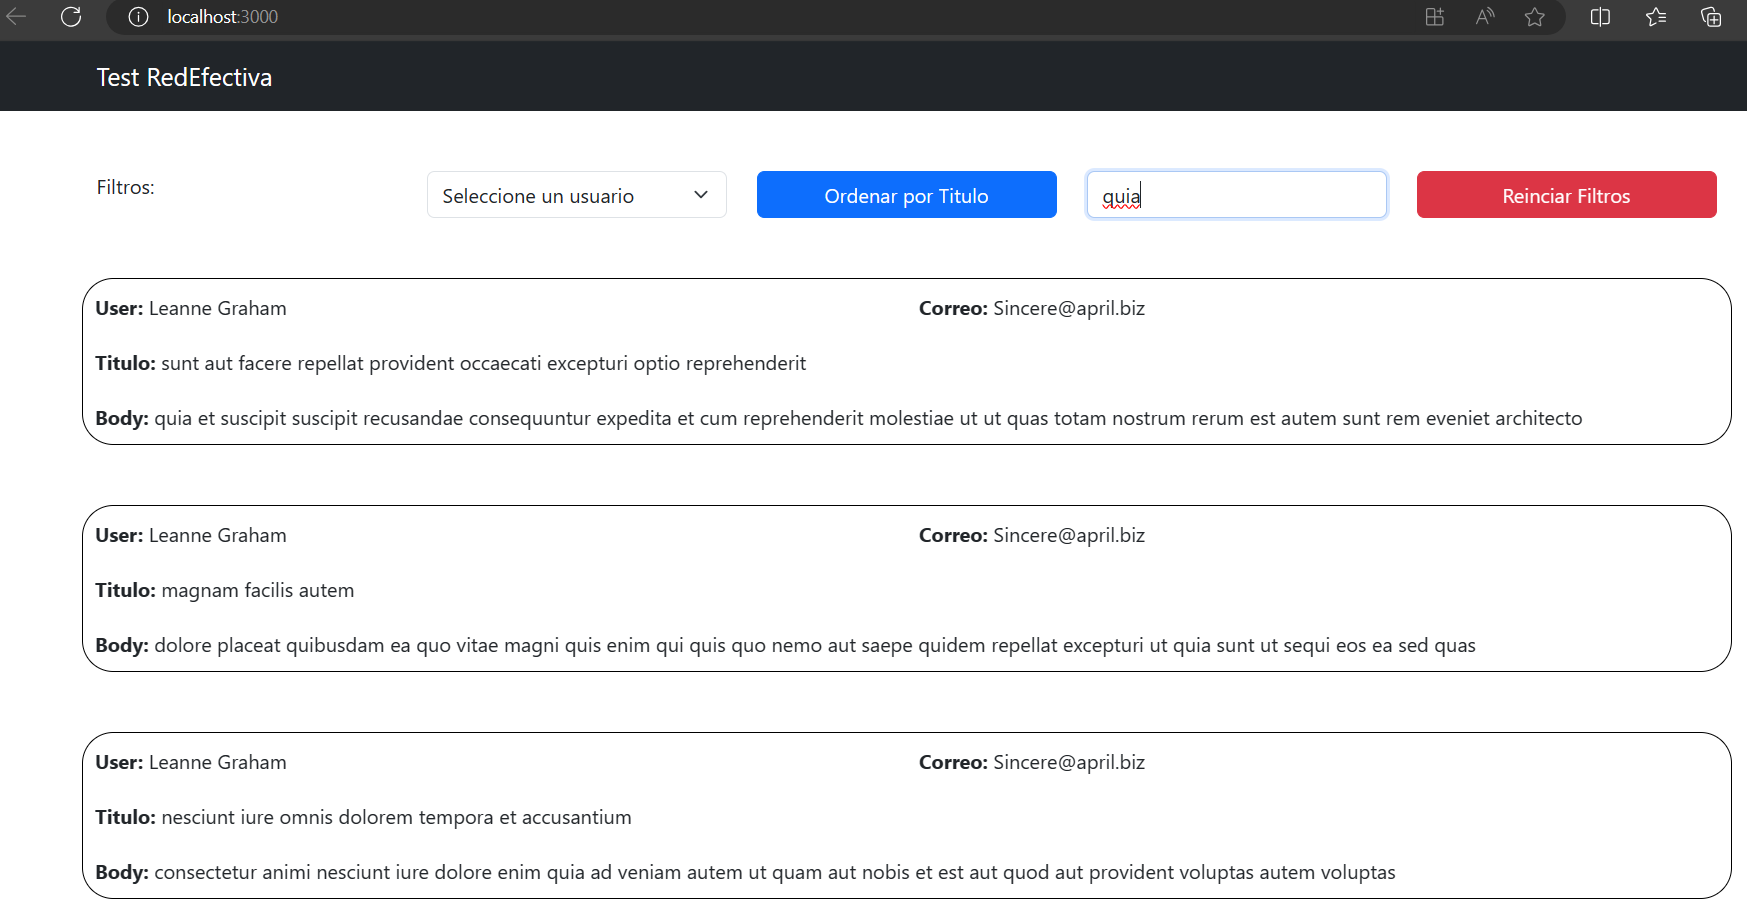 localhost:3000
Test RedEfectiva
Filtros:
Seleccione un usuario
Ordenar por Titulo
quia
Reinciar Filtros
User: Leanne Graham
Correo: Sincere@april.biz
Titulo: sunt aut facere repellat provident occaecati excepturi optio reprehenderit
Body: quia et suscipit suscipit recusandae consequuntur expedita et cum reprehenderit molestiae ut ut quas totam nostrum rerum est autem sunt rem eveniet architecto
User: Leanne Graham
Correo: Sincere@april.biz
Titulo: magnam facilis autem
Body: dolore placeat quibusdam ea quo vitae magni quis enim qui quis quo nemo aut saepe quidem repellat excepturi ut quia sunt ut sequi eos ea sed quas
User: Leanne Graham
Correo: Sincere@april.biz
Titulo: nesciunt iure omnis dolorem tempora et accusantium
Body: consectetur animi nesciunt iure dolore enim quia ad veniam autem ut quam aut nobis et est aut quod aut provident voluptas autem voluptas